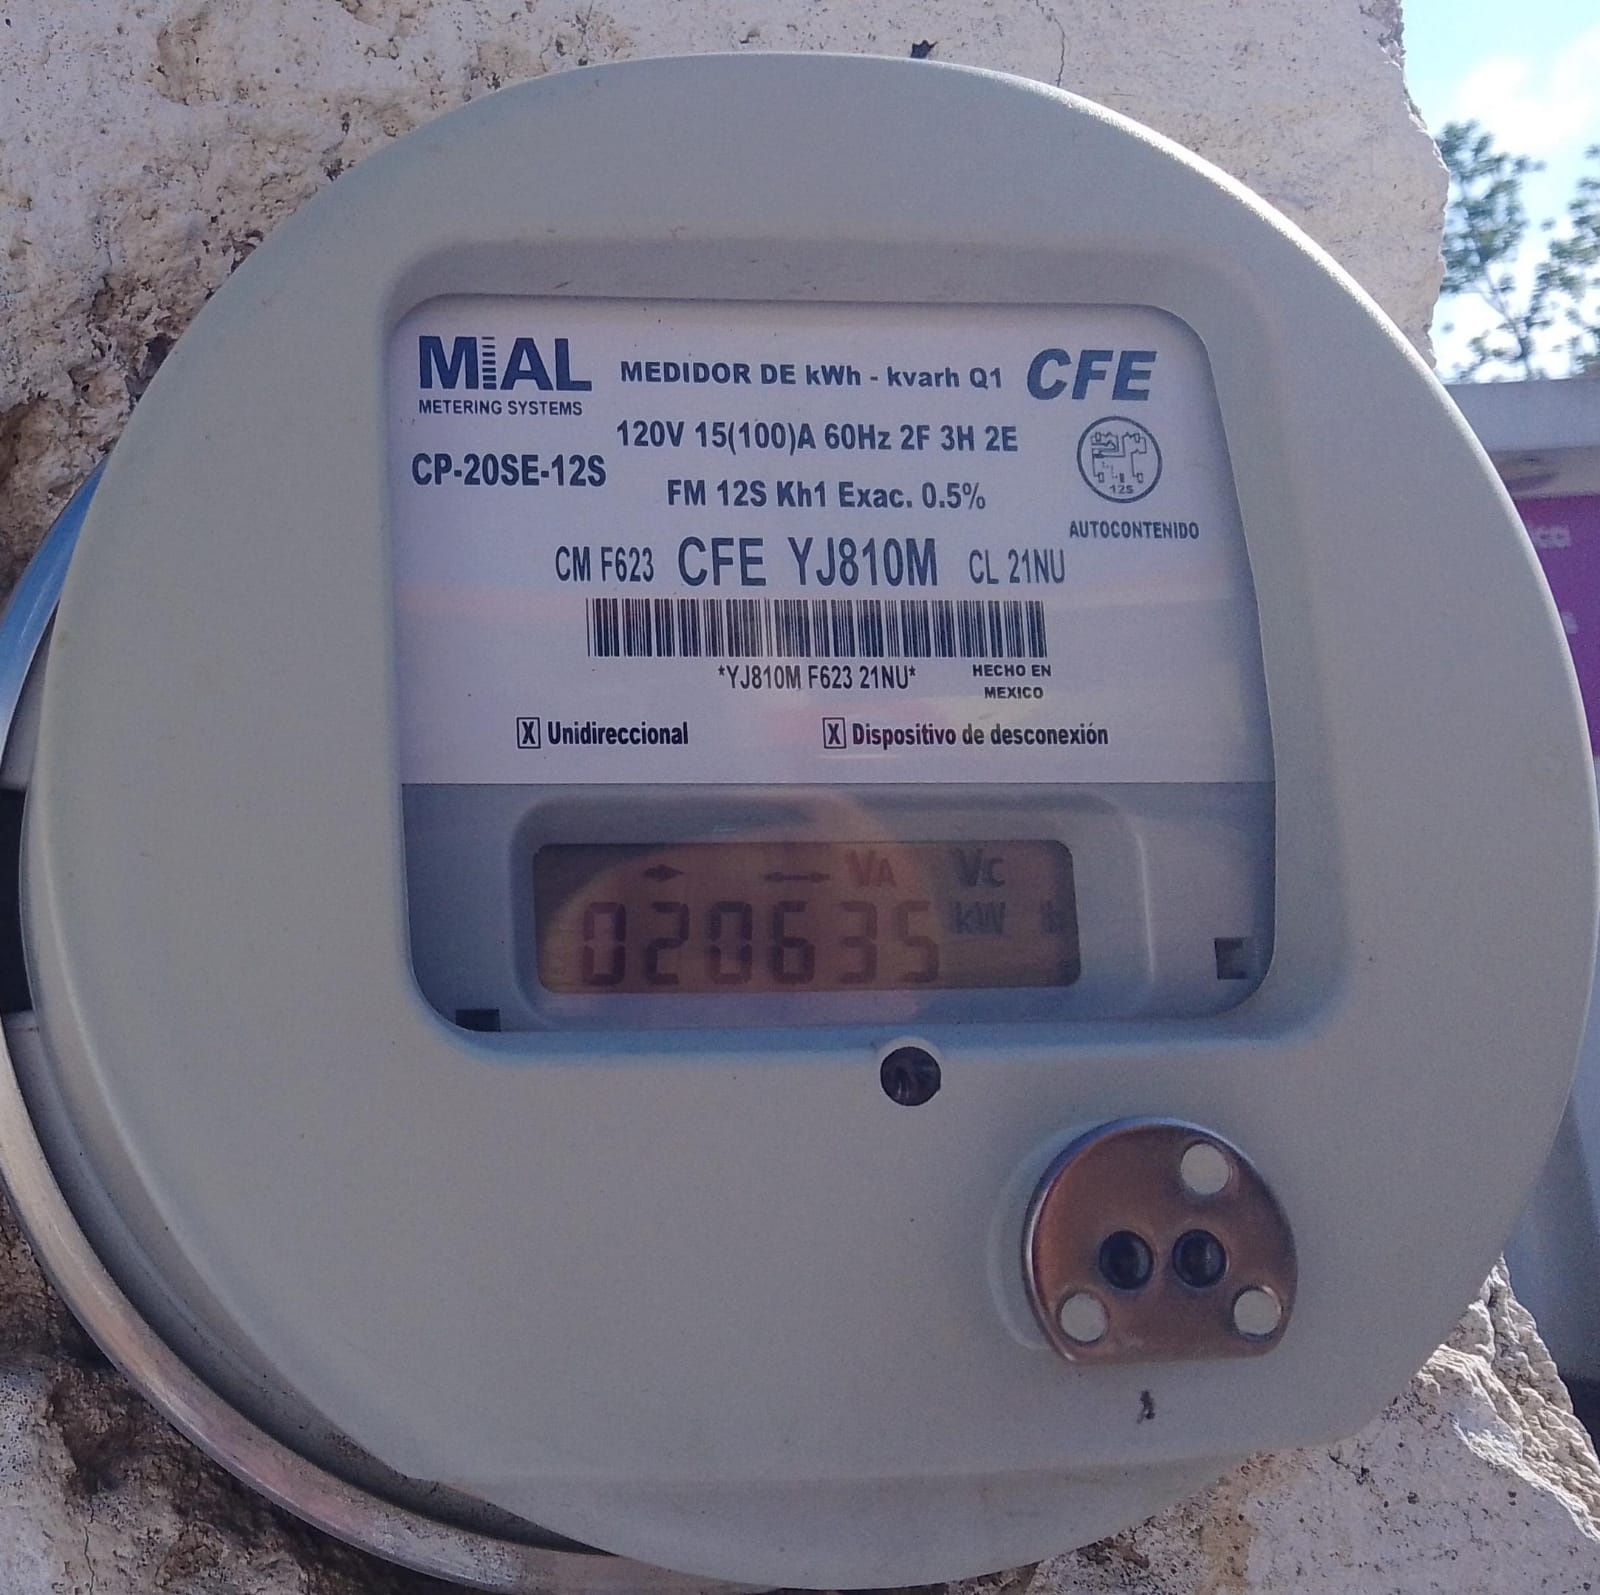 MIAL
METERING SYSTEMS
MEDIDOR DE kWh - kvarh Q1
CFE
120V 15(100)A 60Hz 2F 3H 2E
CP-20SE-12S
FM 12S Kh1 Exac. 0.5%
12S
AUTOCONTENIDO
CM F623 CFE YJ810M CL 21NU
*YJ810M F623 21NU*
HECHO EN
MEXICO
X Unidireccional
X Dispositivo de desconexión
VA VC
020635 kW h